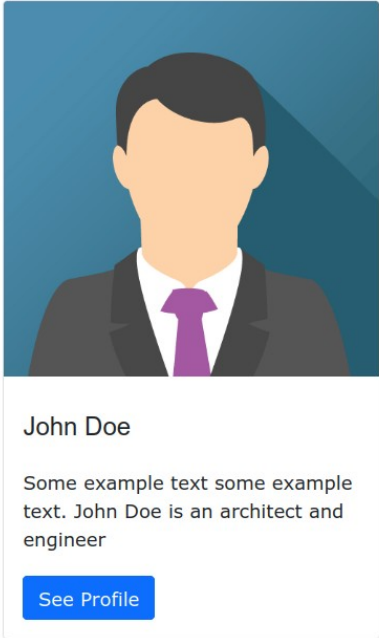 John Doe
Some example text some example
text. John Doe is an architect and
engineer
See Profile